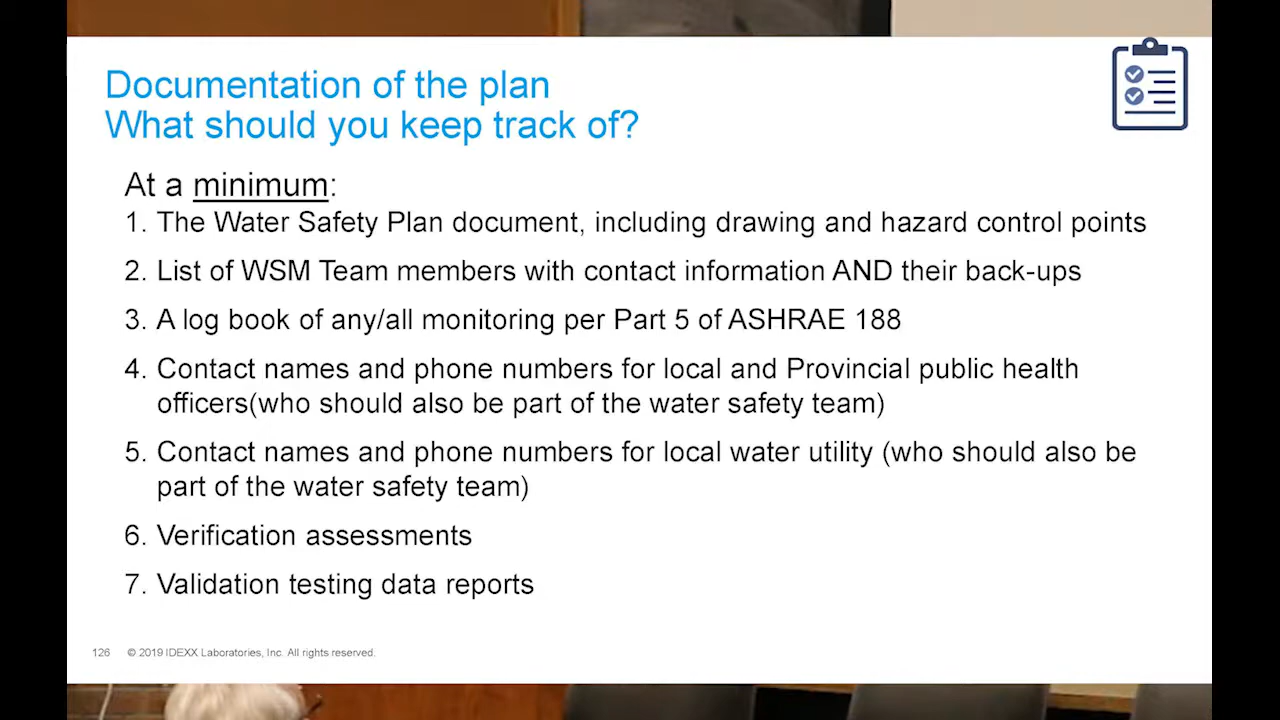 Documentation of the plan
What should you keep track of?
At a minimum:
1. The Water Safety Plan document, including drawing and hazard control points
2. List of WSM Team members with contact information AND their back-ups
3. A log book of any/all monitoring per Part 5 of ASHRAE 188
4. Contact names and phone numbers for local and Provincial public health
officers(who should also be part of the water safety team)
5. Contact names and phone numbers for local water utility (who should also be
part of the water safety team)
6. Verification assessments
7. Validation testing data reports
126 © 2019 IDEXX Laboratories, Inc. All rights reserved.